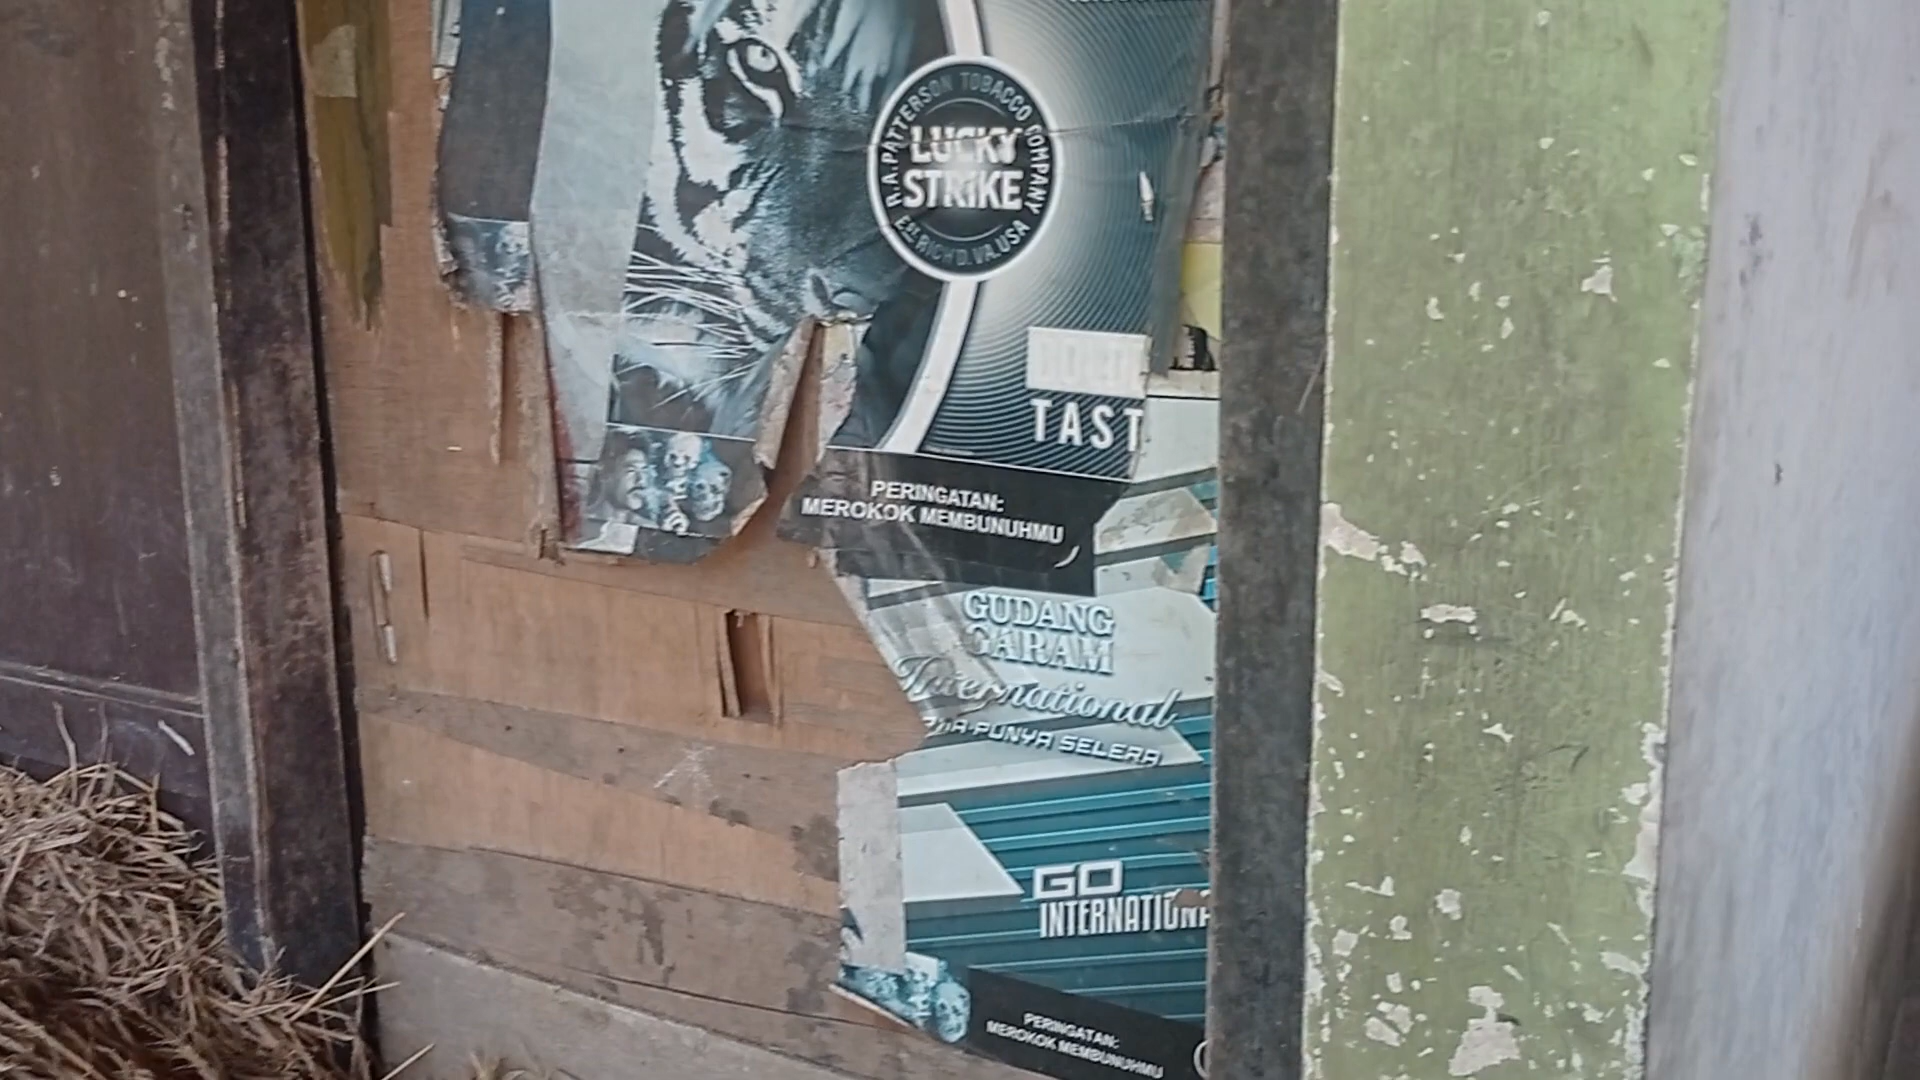 R.A.PATTERSON TOBACCO COMPANY
LUCKY
STRIKE
RICH'D.VA.USA
TAST
PERINGATAN:
MEROKOK MEMBUNUHMU
GUDANG
GARAM
International
PUNYA SELERA
GO
INTERNATIONA
PERINGATAN:
MEROKOK MEMBUNUHMU